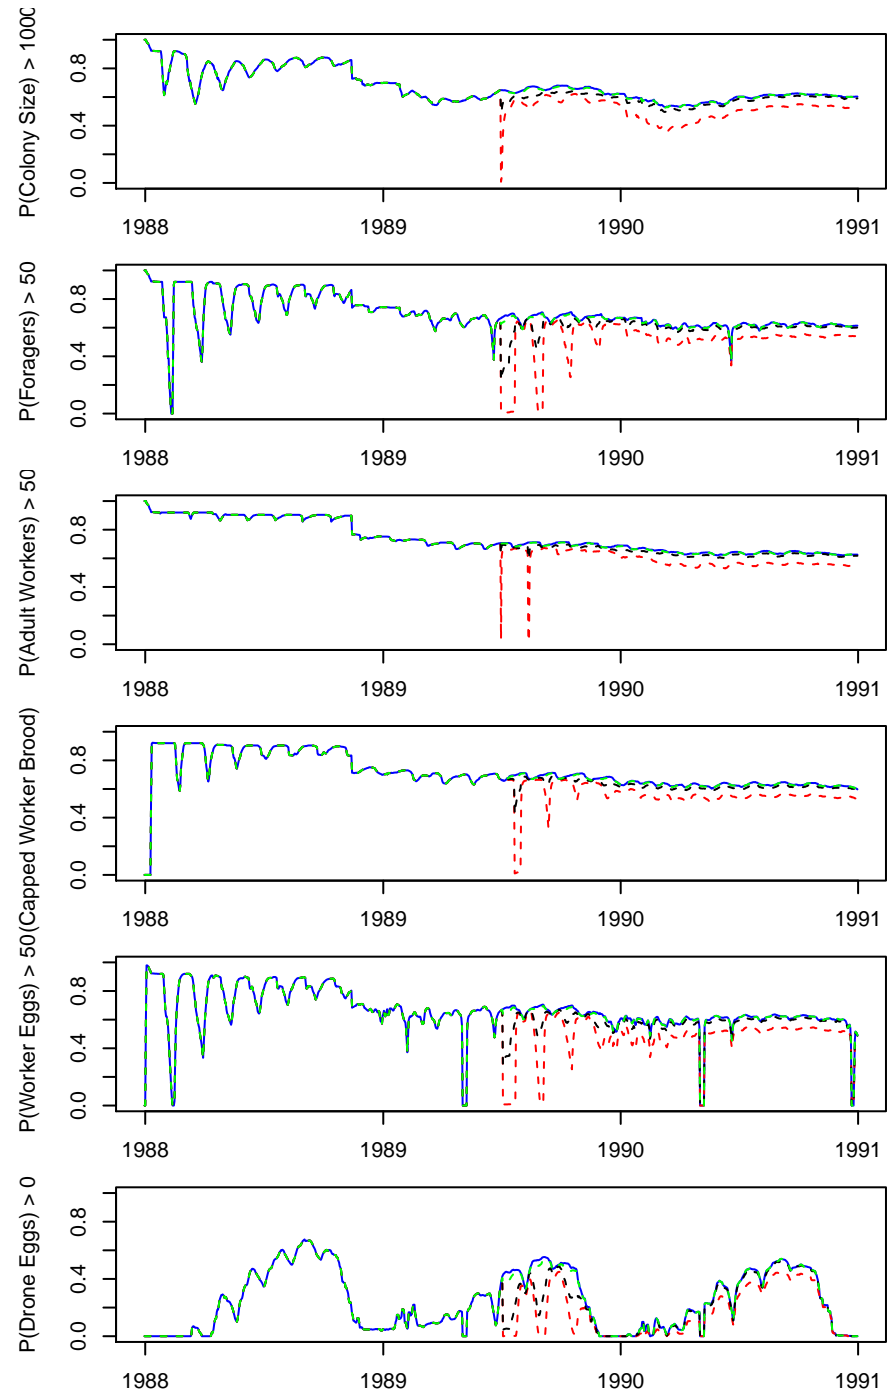 P(Colony Size) > 1000
0.8
0.4
0.0
1988 1989 1990 1991
P(Foragers) > 50
0.8
0.4
0.0
1988 1989 1990 1991
P(Adult Workers) > 50
0.8
0.4
0.0
1988 1989 1990 1991
(Capped Worker Brood)
0.8
0.4
0.0
1988 1989 1990 1991
P(Worker Eggs) > 50
0.8
0.4
0.0
1988 1989 1990 1991
P(Drone Eggs) > 0
0.8
0.4
0.0
1988 1989 1990 1991